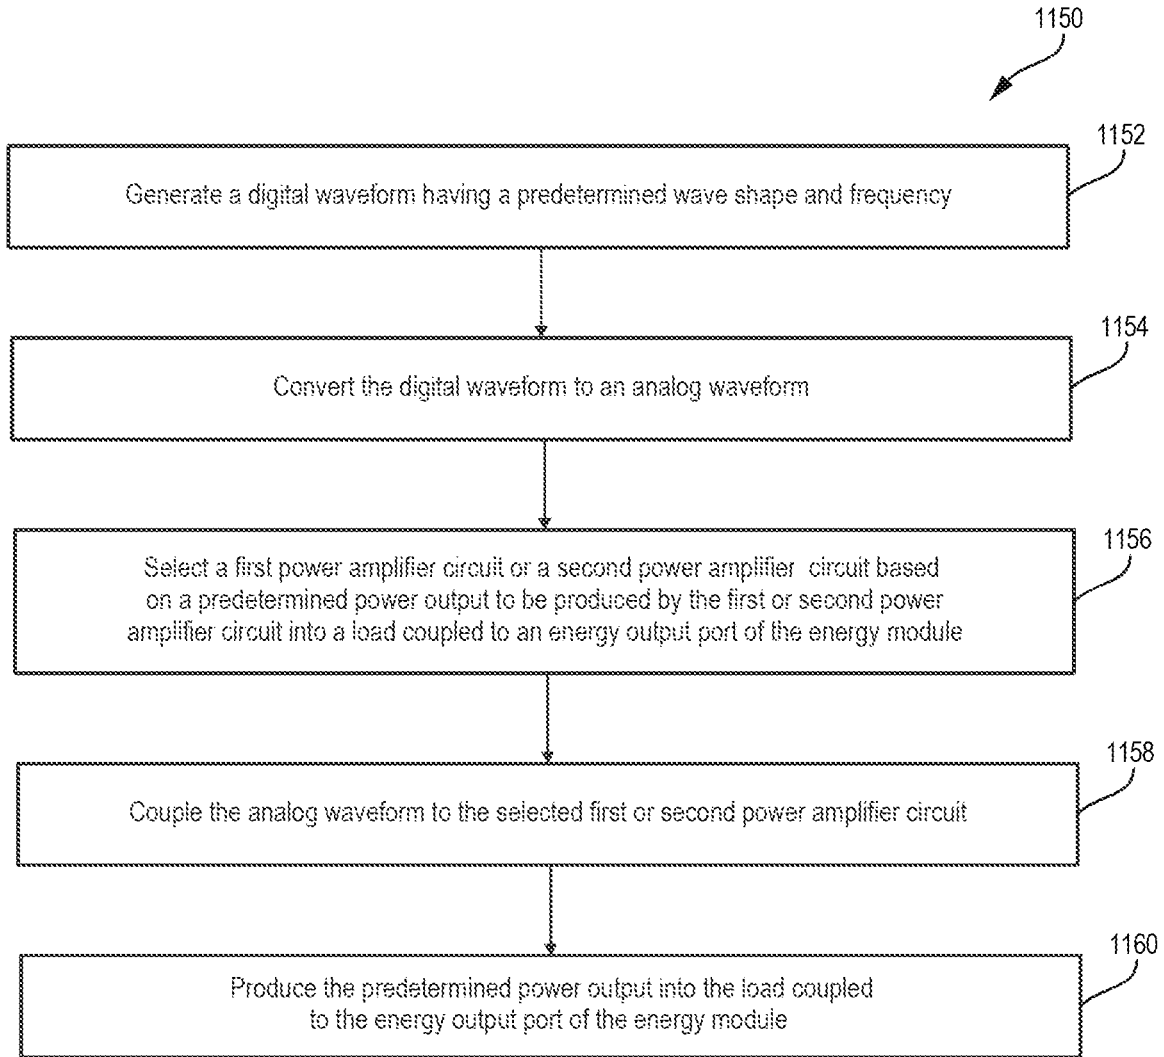 1150
1152
Generate a digital waveform having a predetermined wave shape and frequency
1154
Convert the digital waveform to an analog waveform
1156
Select a first power amplifier circuit or a second power amplifier circuit based
on a predetermined power output to be produced by the first or second power
amplifier circuit into a load coupled to an energy output port of the energy module
1158
Couple the analog waveform to the selected first or second power amplifier circuit
1160
Produce the predetermined power output into the load coupled
to the energy output port of the energy module